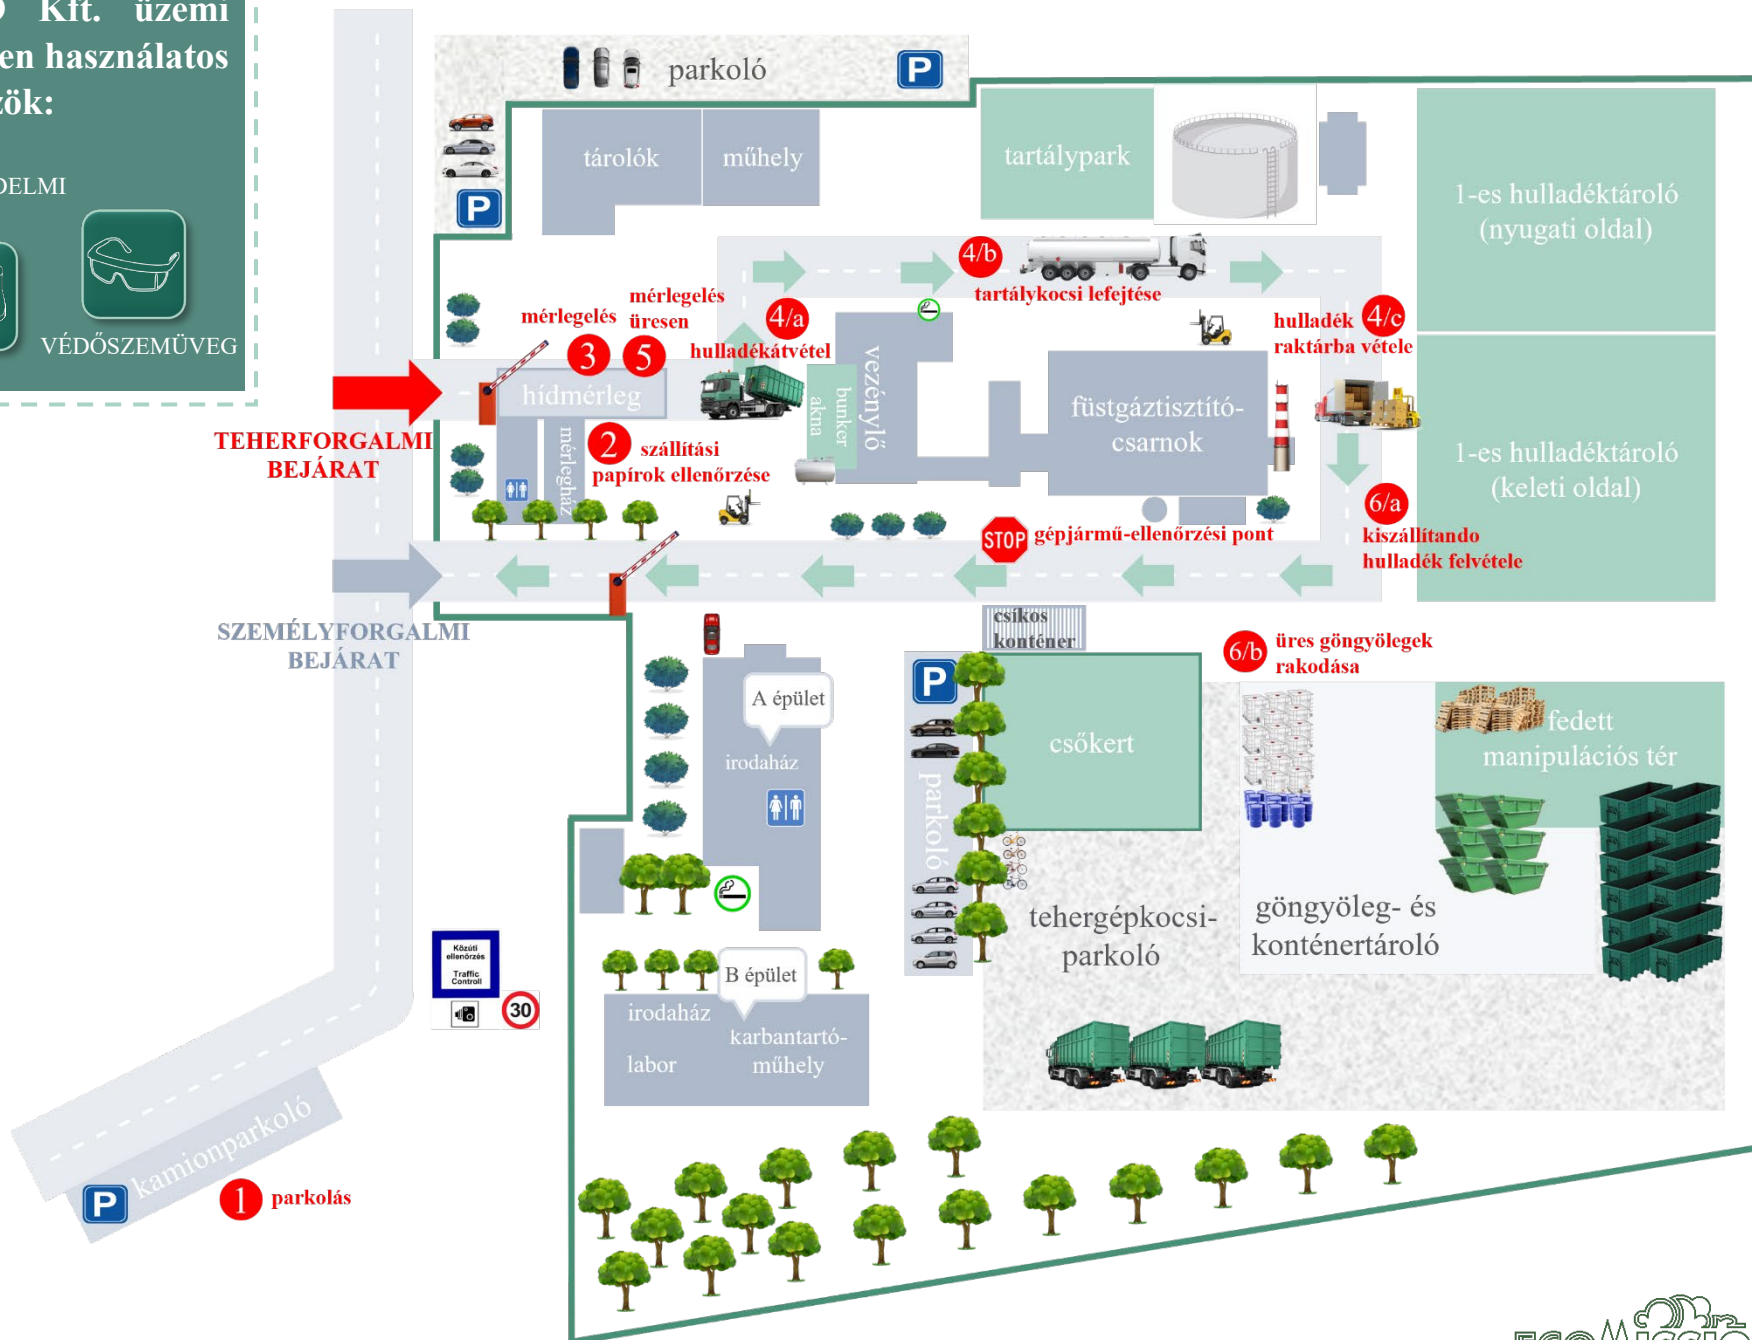 Kft. üzemi
en használatos
zök:
DELMI
VÉDŐSZEMÜVEG
parkoló
P
P
tárolók
műhely
tartálypark
1-es hulladéktároló
(nyugati oldal)
4/b
tartálykocsi lefejtése
mérlegelés
3
mérlegelés
üresen
5
4/a
hulladékátvétel
hulladék
raktárba vétele
4/c
hídmérleg
vezénylő
bunker
akna
füstgáztisztító-
csarnok
TEHERFORGALMI
BEJÁRAT
mérlegház
2
szállítási
papírok ellenőrzése
1-es hulladéktároló
(keleti oldal)
6/a
kiszállítando
hulladék felvétele
STOP
gépjármű-ellenőrzési pont
SZEMÉLYFORGALMI
BEJÁRAT
csíkos
konténer
6/b
üres göngyölegek
rakodása
P
A épület
irodaház
parkoló
csőkert
fedett
manipulációs tér
tehergépkocsi-
parkoló
göngyöleg- és
konténertároló
Közúti
ellenőrzés
Traffic
Controll
30
B épület
irodaház
labor
karbantartó-
műhely
kamionparkoló
P
1
parkolás
ECOMISSIÓ